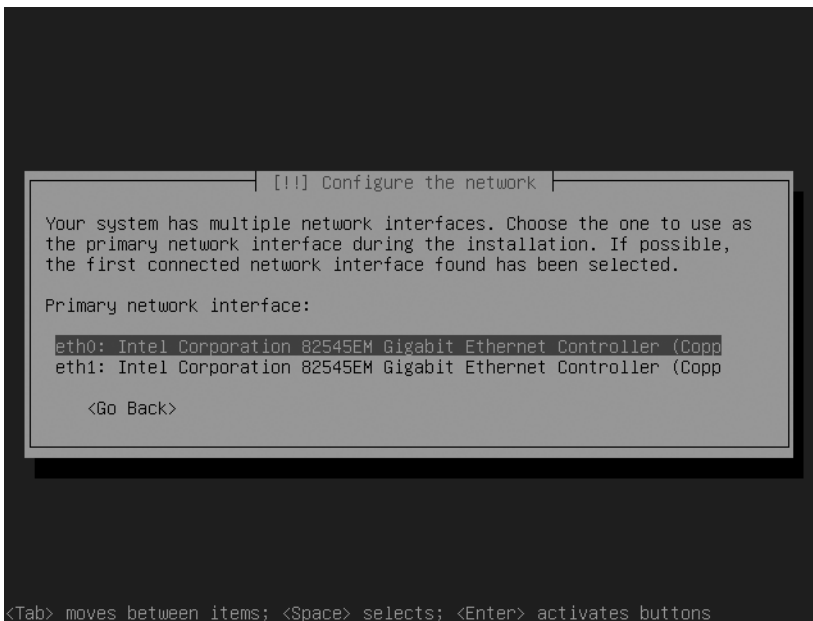 [!!] Configure the network
Your system has multiple network interfaces. Choose the one to use as
the primary network interface during the installation. If possible,
the first connected network interface found has been selected.
Primary network interface:
eth0: Intel Corporation 82545EM Gigabit Ethernet Controller (Copp
eth1: Intel Corporation 82545EM Gigabit Ethernet Controller (Copp
<Go Back>
<Tab> moves between items; <Space> selects; <Enter> activates buttons